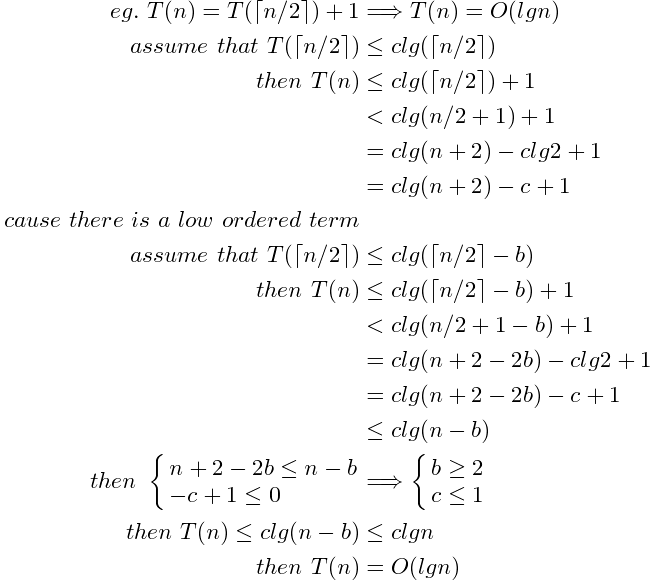 eg. T(n) = T(⌈n/2⌉) + 1 ⟹ T(n) = O(lgn)
assume that T(⌈n/2⌉) ≤ clg(⌈n/2⌉)
then T(n) ≤ clg(⌈n/2⌉) + 1
< clg(n/2 + 1) + 1
= clg(n + 2) − clg2 + 1
= clg(n + 2) − c + 1
cause there is a low ordered term
assume that T(⌈n/2⌉) ≤ clg(⌈n/2⌉ − b)
then T(n) ≤ clg(⌈n/2⌉ − b) + 1
< clg(n/2 + 1 − b) + 1
= clg(n + 2 − 2b) − clg2 + 1
= clg(n + 2 − 2b) − c + 1
≤ clg(n − b)
then { n + 2 − 2b ≤ n − b ⟹ { b ≥ 2
−c + 1 ≤ 0 c ≤ 1
then T(n) ≤ clg(n − b) ≤ clgn
then T(n) = O(lgn)